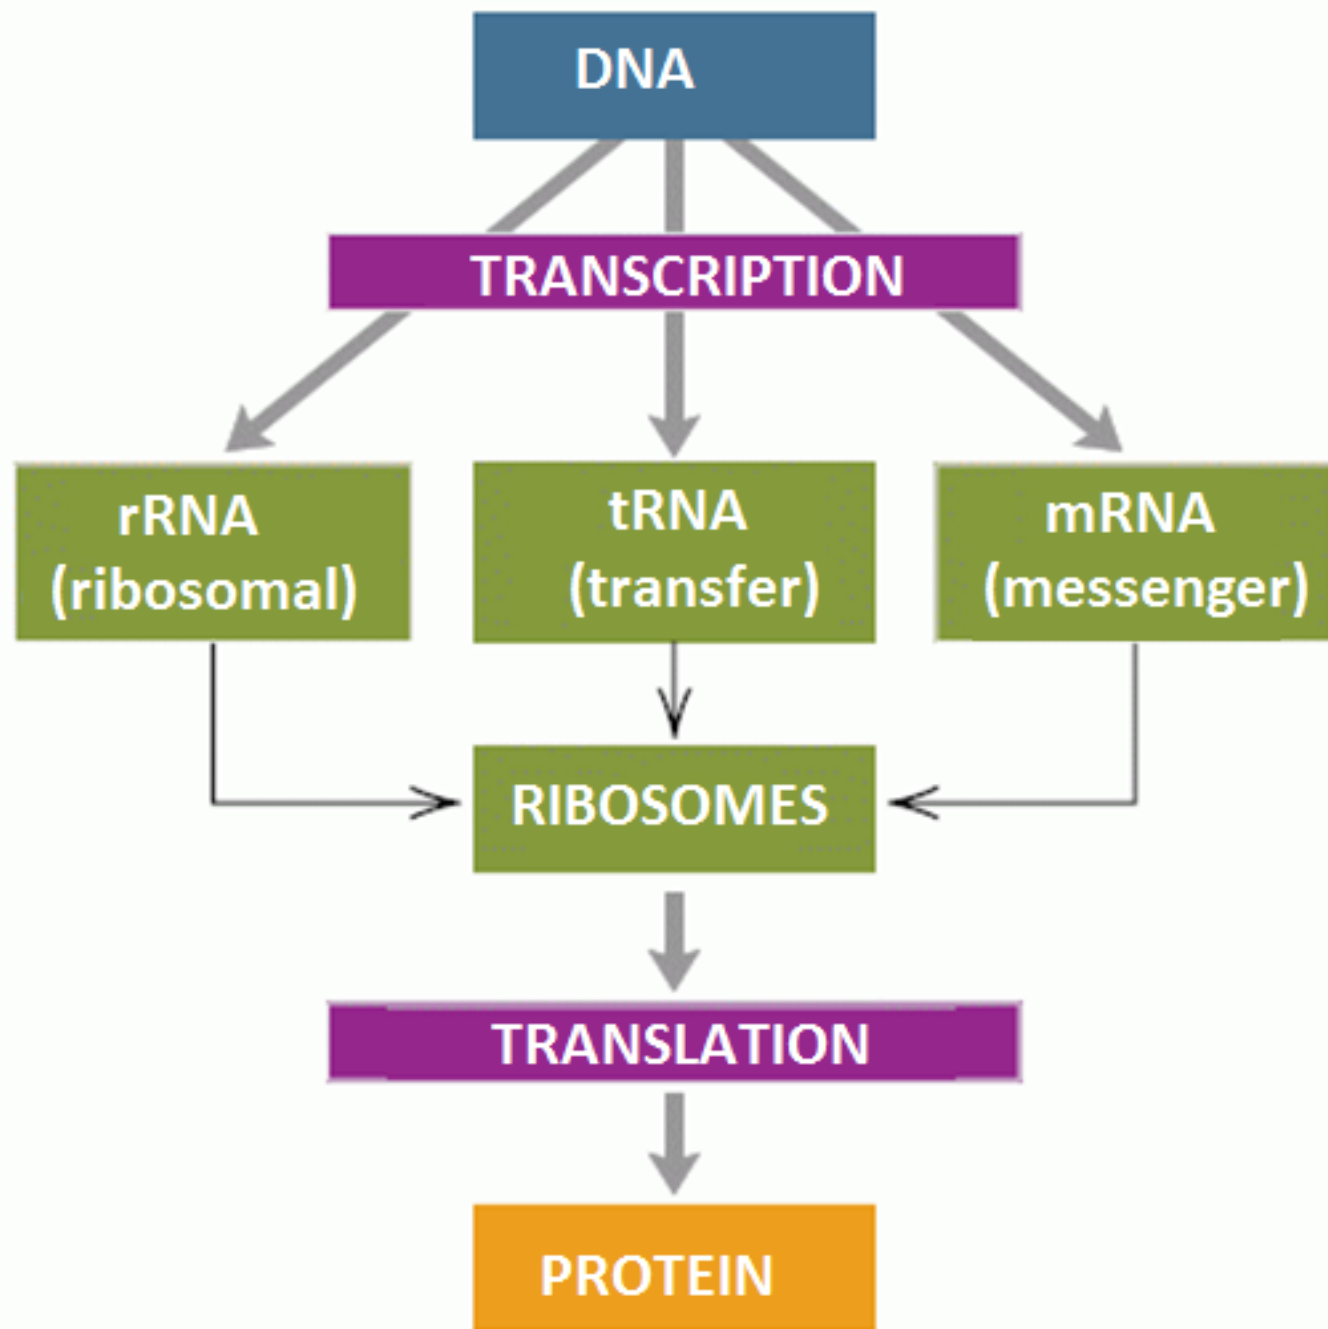 DNA
TRANSCRIPTION
rRNA
(ribosomal)
tRNA
(transfer)
mRNA
(messenger)
RIBOSOMES
TRANSLATION
PROTEIN